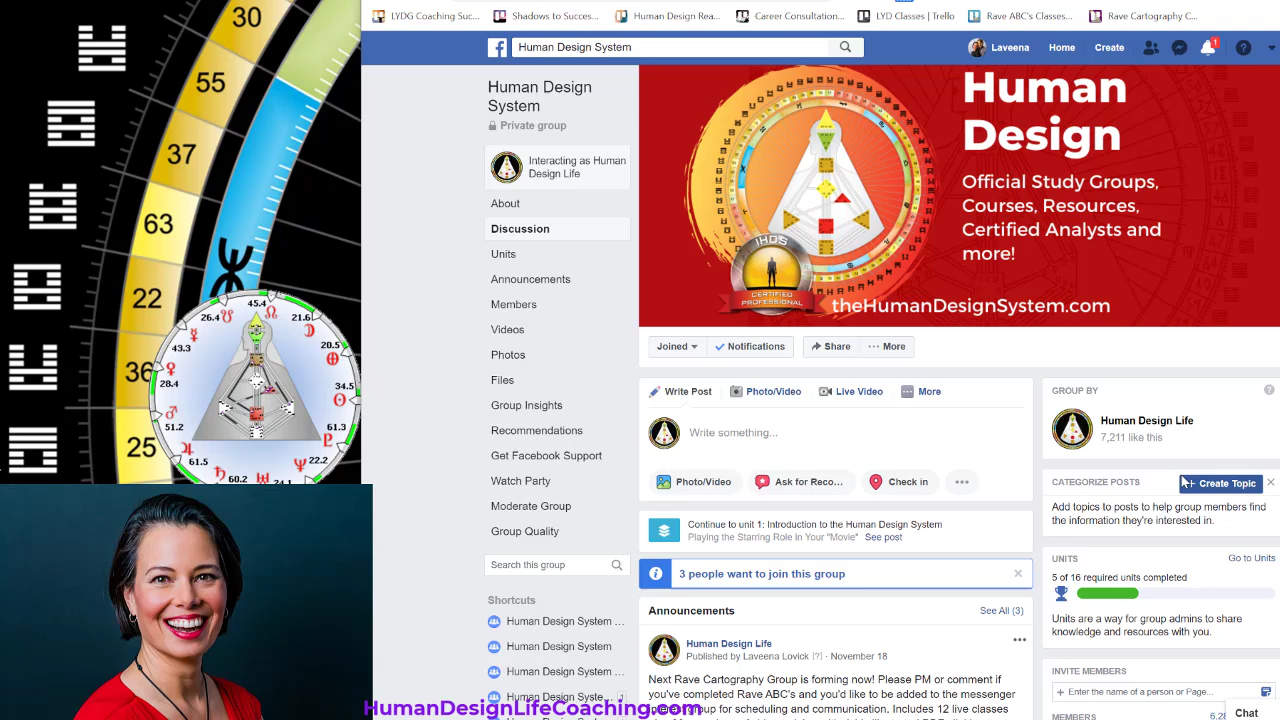 LYDG Coaching Suc...
Shadows to Succes...
Human Design Rea...
Career Consultation...
LYD Classes | Trello
Rave ABC's Classes...
Rave Cartography C...
Human Design System
Laveena
Home
Create
1
Human Design
System
Private group
Interacting as Human
Design Life
About
Discussion
Units
Announcements
Members
Videos
Photos
Files
Group Insights
Recommendations
Get Facebook Support
Watch Party
Moderate Group
Group Quality
Search this group
Shortcuts
Human Design System ...
Human Design System
Human Design System ...
Human Design Syste...
Human
Design
Official Study Groups,
Courses, Resources,
Certified Analysts and
more!
IHDS
CERTIFIED
PROFESSIONAL
theHumanDesignSystem.com
Joined
Notifications
Share
More
Write Post
Photo/Video
Live Video
More
Write something...
Photo/Video
Ask for Reco...
Check in
Continue to unit 1: Introduction to the Human Design System
Playing the Starring Role in Your "Movie" See post
3 people want to join this group
Announcements
See All (3)
Human Design Life
Published by Laveena Lovick [?] · November 18
Next Rave Cartography Group is forming now! Please PM or comment if
you've completed Rave ABC's and you'd like to be added to the messenger
group for scheduling and communication. Includes 12 live classes
GROUP BY
Human Design Life
7,211 like this
CATEGORIZE POSTS
+ Create Topic
Add topics to posts to help group members find
the information they're interested in.
UNITS
Go to Units
5 of 16 required units completed
Units are a way for group admins to share
knowledge and resources with you.
INVITE MEMBERS
+ Enter the name of a person or Page...
MEMBERS
Chat
30
55
37
63
22
36
25
45.4
26.4
21.6
43.3
20.5
28.4
34.5
51.2
61.3
61.5
22.2
60.2
24.1
HumanDesignLifeCoaching.